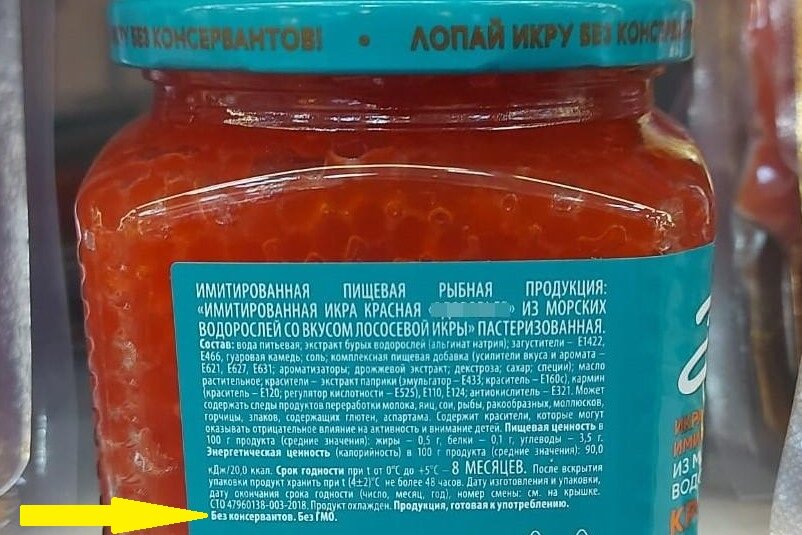 КРУ БЕЗ КОНСЕРВАНТОВ! • ЛОПАЙ ИКРУ БЕЗ КОНСЕРВАН
ИМИТИРОВАННАЯ ПИЩЕВАЯ РЫБНАЯ ПРОДУКЦИЯ:
«ИМИТИРОВАННАЯ ИКРА КРАСНАЯ « » ИЗ МОРСКИХ
ВОДОРОСЛЕЙ СО ВКУСОМ ЛОСОСЕВОЙ ИКРЫ» ПАСТЕРИЗОВАННАЯ.
Состав: вода питьевая; экстракт бурых водорослей (альгинат натрия); загустители – Е1422,
Е466, гуаровая камедь; соль; комплексная пищевая добавка (усилители вкуса и аромата –
Е621, Е627, Е631; ароматизаторы; дрожжевой экстракт; декстроза; сахар; специи); масло
растительное; красители – экстракт паприки (эмульгатор – Е433; краситель – Е160с), кармин
(краситель – Е120; регулятор кислотности – Е525), Е110, Е124; антиокислитель – Е321. Может
содержать следы продуктов переработки молока, яиц, сои, рыбы, ракообразных, моллюсков,
горчицы, злаков, содержащих глютен, аспартама. Содержит красители, которые могут
оказывать отрицательное влияние на активность и внимание детей. Пищевая ценность в
100 г продукта (средние значения): жиры – 0,5 г, белки – 0,1 г, углеводы – 3,5 г.
Энергетическая ценность (калорийность) в 100 г продукта (средние значения): 90,0
кДж/20,0 ккал. Срок годности при t от 0°С до +5°С – 8 МЕСЯЦЕВ. После вскрытия
упаковки продукт хранить при t (4±2)°С не более 48 часов. Дата изготовления и упаковки,
дату окончания срока годности (число, месяц, год), номер смены: см. на крышке.
СТО 47960138-003-2018. Продукт охлажден. Продукция, готовая к употреблению.
Без консервантов. Без ГМО.
ИКРА
ИМИ
ИЗ М
ВОДО
КР